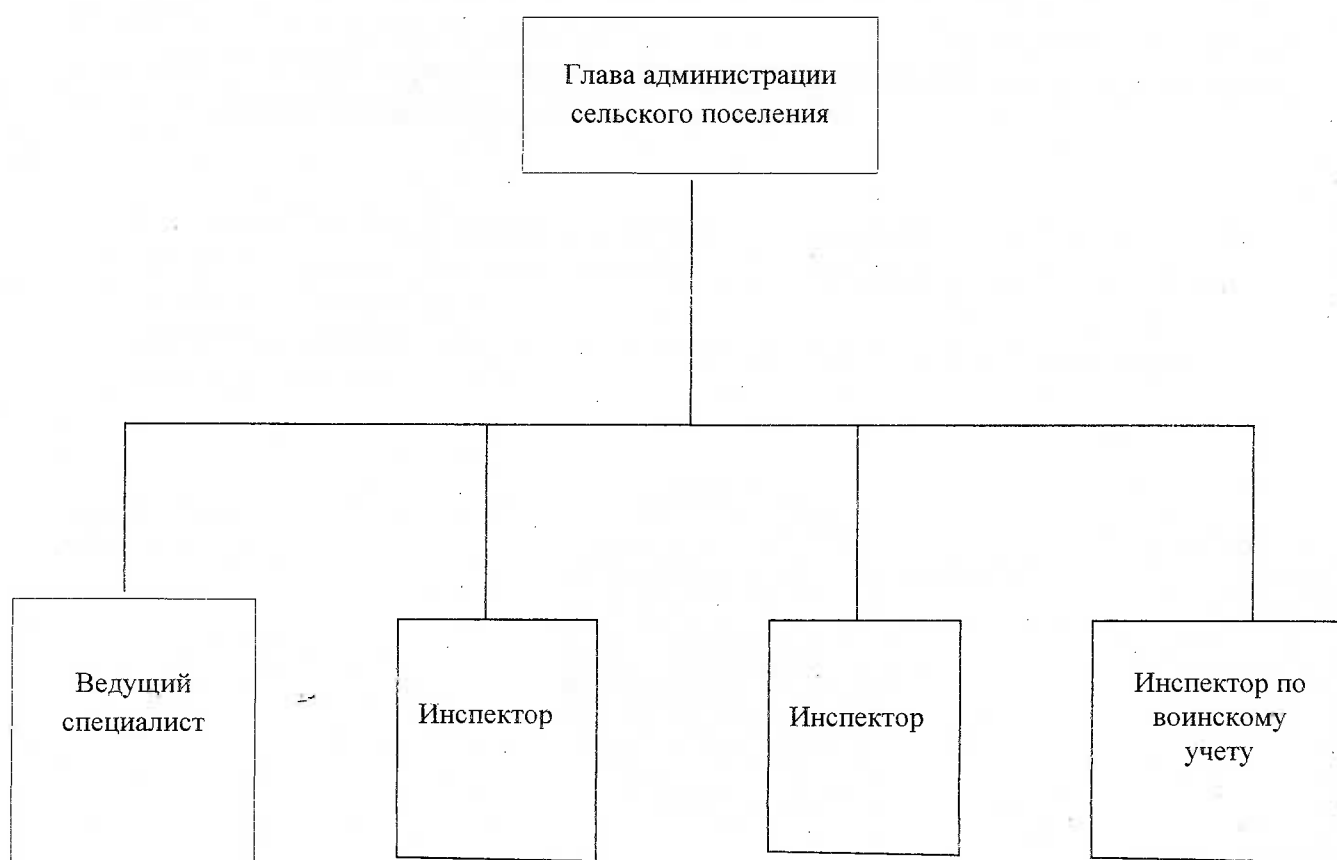 Глава администрации
сельского поселения
Ведущий
специалист
Инспектор
Инспектор
Инспектор по
воинскому
учету